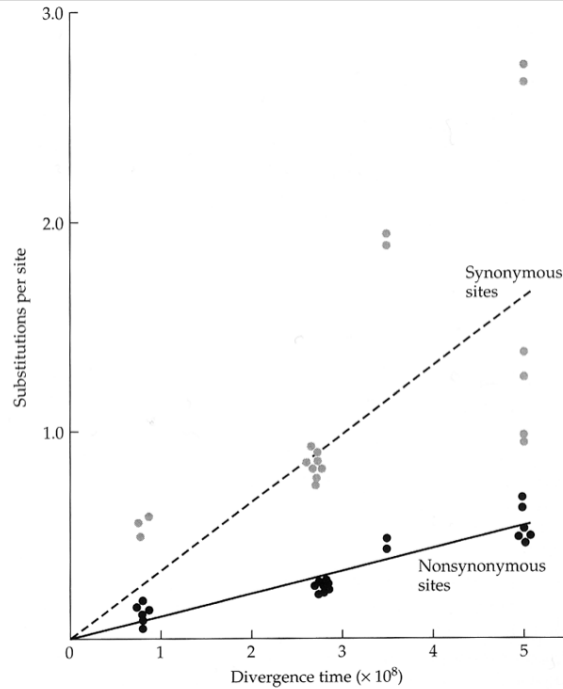 3.0
2.0
Substitutions per site
Synonymous
sites
1.0
Nonsynonymous
sites
0 1 2 3 4 5
Divergence time (× 10⁸)